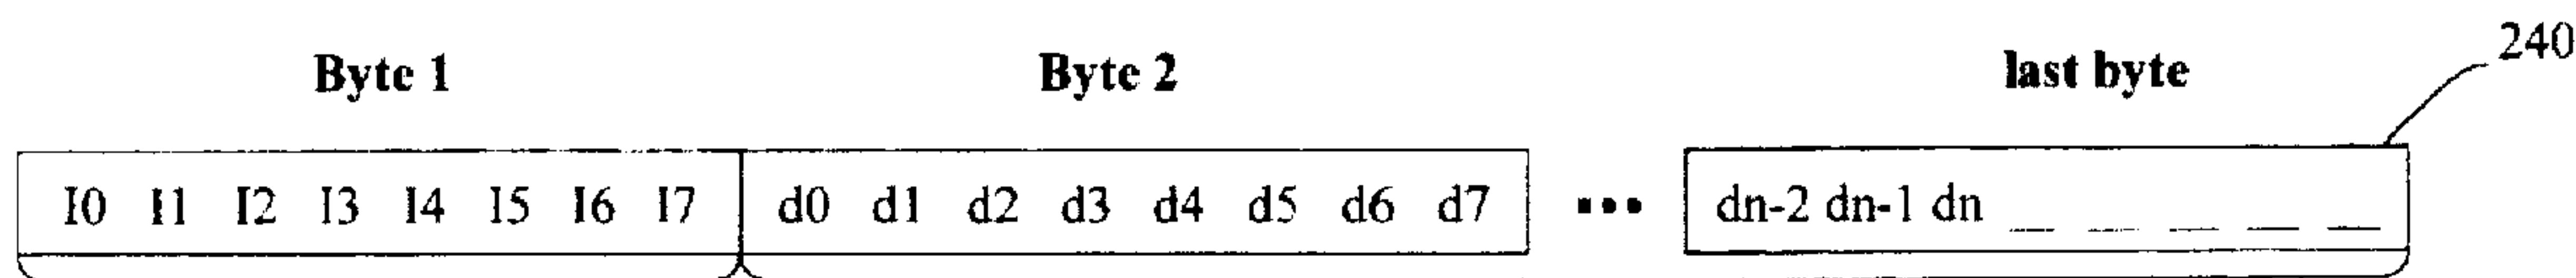 240
Byte 1 Byte 2 last byte
I0 I1 I2 I3 I4 I5 I6 I7 d0 d1 d2 d3 d4 d5 d6 d7 ••• dn-2 dn-1 dn _ _ _ _ _